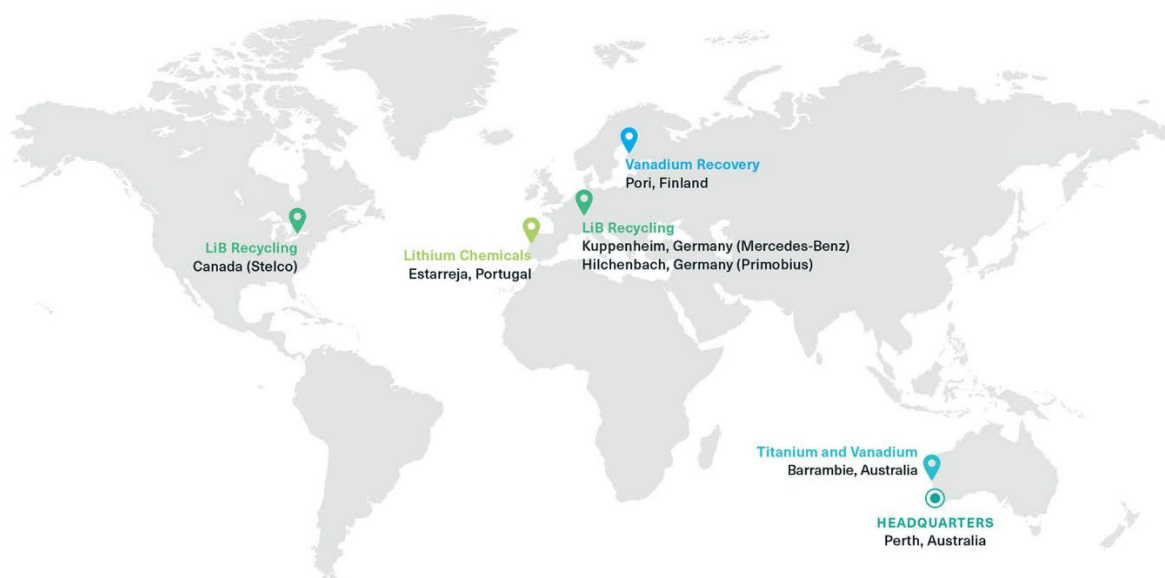 Vanadium Recovery
Pori, Finland
LiB Recycling
Canada (Stelco)
Lithium Chemicals
Estarreja, Portugal
LiB Recycling
Kuppenheim, Germany (Mercedes-Benz)
Hilchenbach, Germany (Primobius)
Titanium and Vanadium
Barrambie, Australia
HEADQUARTERS
Perth, Australia